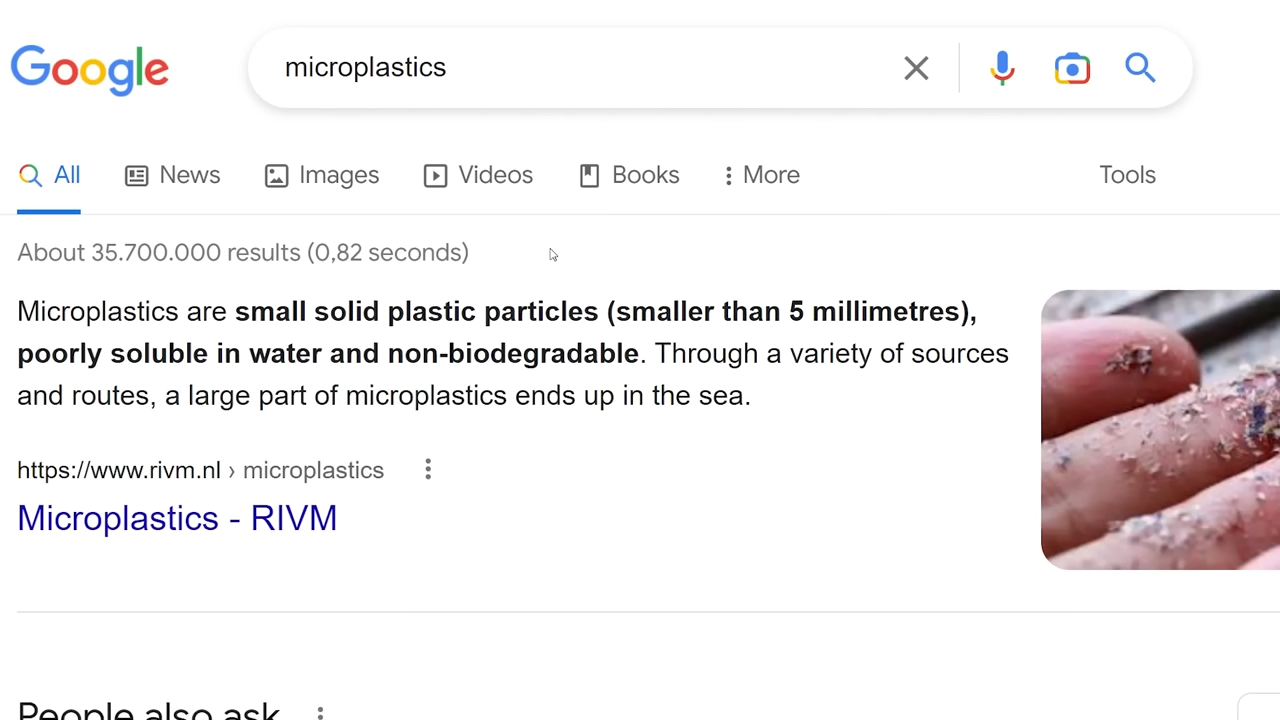 Google
microplastics
All News Images Videos Books More Tools
About 35.700.000 results (0,82 seconds)
Microplastics are small solid plastic particles (smaller than 5 millimetres),
poorly soluble in water and non-biodegradable. Through a variety of sources
and routes, a large part of microplastics ends up in the sea.
https://www.rivm.nl › microplastics
Microplastics - RIVM
People also ask